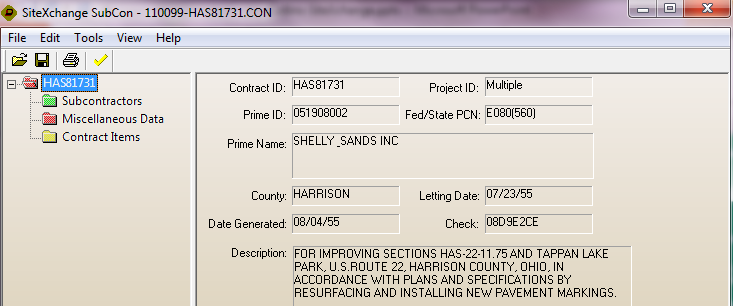 SiteXchange SubCon - 110099-HAS81731.CON
File Edit Tools View Help
HAS81731
Subcontractors
Miscellaneous Data
Contract Items
Contract ID: HAS81731 Project ID: Multiple
Prime ID: 051908002 Fed/State PCN: E080(560)
Prime Name: SHELLY_SANDS INC
County: HARRISON Letting Date: 07/23/55
Date Generated: 08/04/55 Check: 08D9E2CE
Description: FOR IMPROVING SECTIONS HAS-22-11.75 AND TAPPAN LAKE
PARK, U.S.ROUTE 22, HARRISON COUNTY, OHIO, IN
ACCORDANCE WITH PLANS AND SPECIFICATIONS BY
RESURFACING AND INSTALLING NEW PAVEMENT MARKINGS.